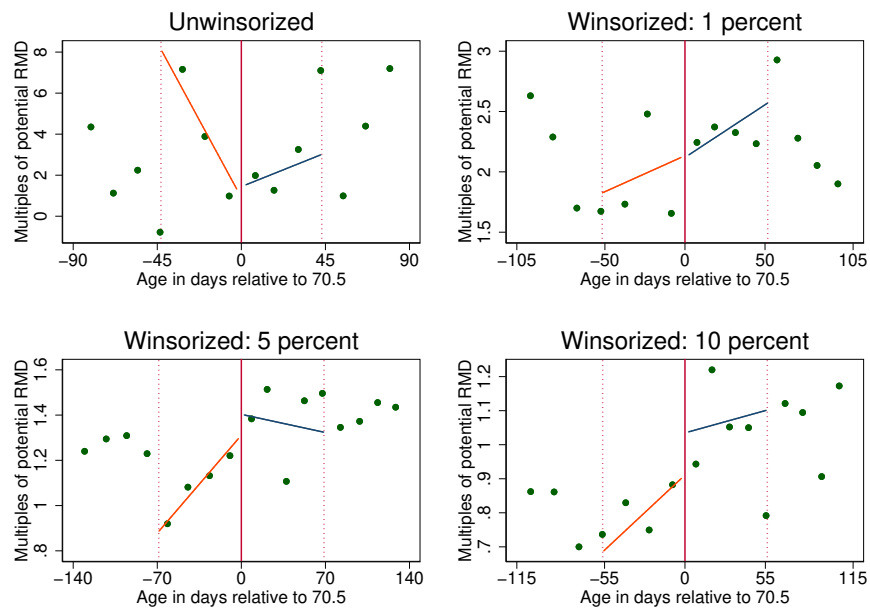 Unwinsorized
Multiples of potential RMD
8
6
4
2
0
−90 −45 0 45 90
Age in days relative to 70.5
Winsorized: 1 percent
Multiples of potential RMD
3
2.5
2
1.5
−105 −50 0 50 105
Age in days relative to 70.5
Winsorized: 5 percent
Multiples of potential RMD
1.6
1.4
1.2
1
.8
−140 −70 0 70 140
Age in days relative to 70.5
Winsorized: 10 percent
Multiples of potential RMD
1.2
1.1
1
.9
.8
.7
−115 −55 0 55 115
Age in days relative to 70.5